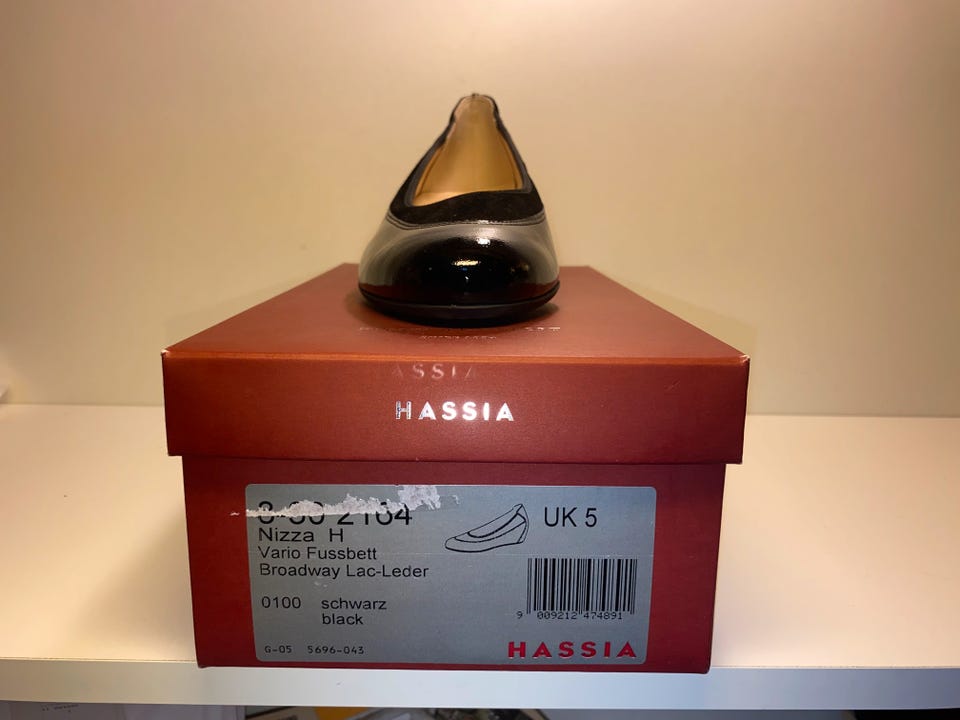 HASSIA
2164
UK 5
Nizza H
Vario Fussbett
Broadway Lac-Leder
0100 schwarz
black
9 009212 474891
G-05 5696-043
HASSIA